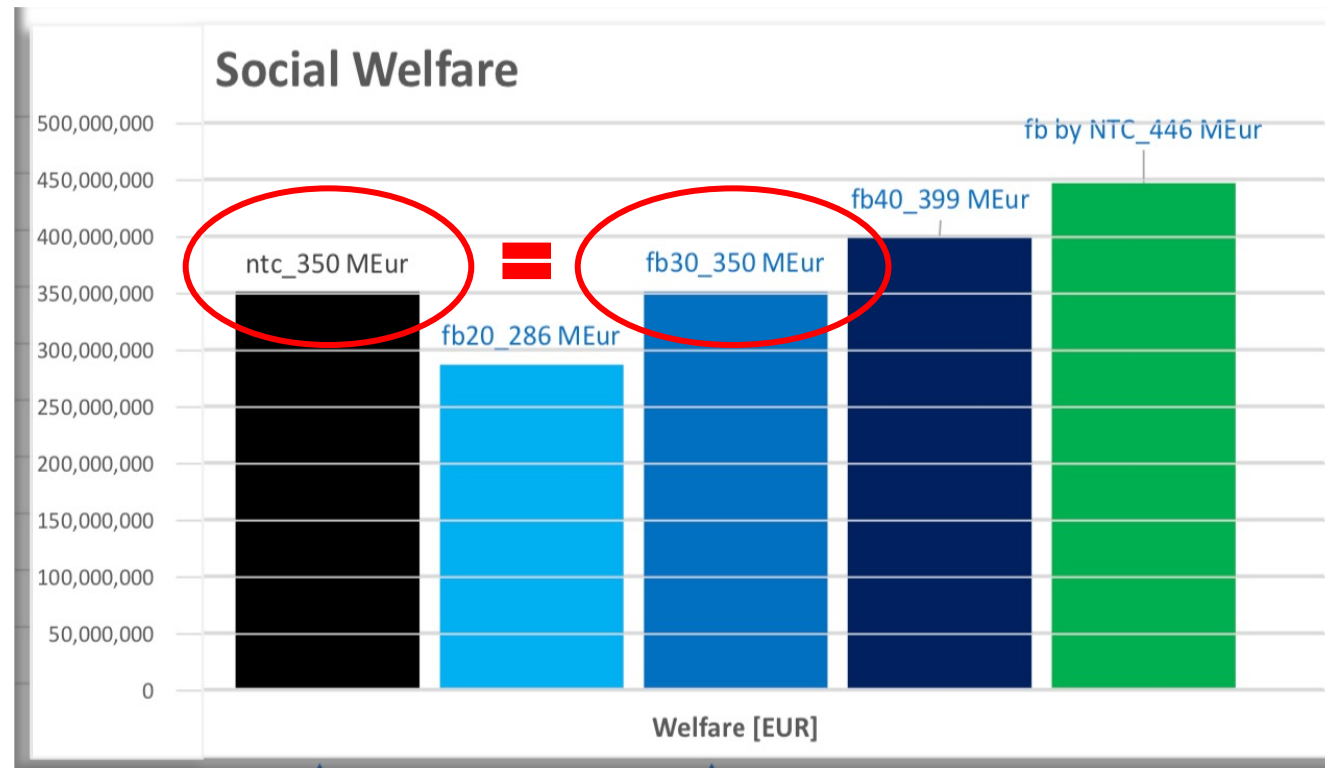 Social Welfare
500,000,000
fb by NTC_446 MEur
450,000,000
fb40_399 MEur
400,000,000
ntc_350 MEur
=
fb30_350 MEur
350,000,000
fb20_286 MEur
300,000,000
250,000,000
200,000,000
150,000,000
100,000,000
50,000,000
0
Welfare [EUR]